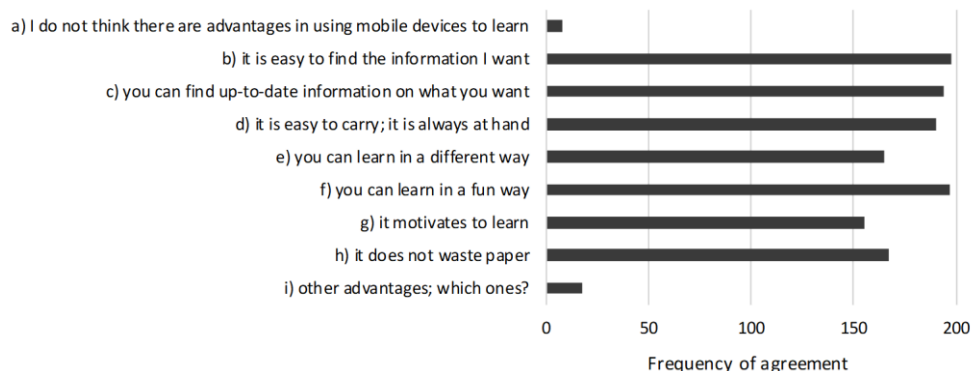 a) I do not think there are advantages in using mobile devices to learn
b) it is easy to find the information I want
c) you can find up-to-date information on what you want
d) it is easy to carry; it is always at hand
e) you can learn in a different way
f) you can learn in a fun way
g) it motivates to learn
h) it does not waste paper
i) other advantages; which ones?
0 50 100 150 200
Frequency of agreement